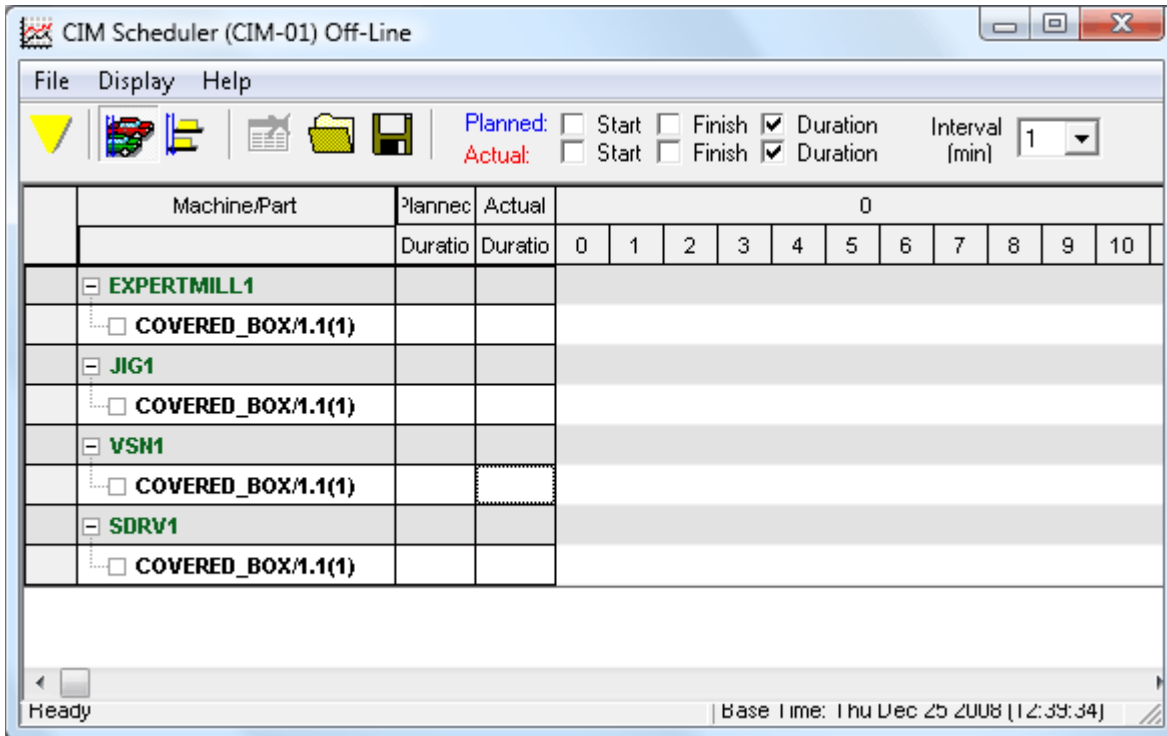 CIM Scheduler (CIM-01) Off-Line
File Display Help
Planned: Start Finish Duration Interval
Actual: Start Finish Duration (min) 1
Machine/Part Planned Actual 0
Duratio Duratio 0 1 2 3 4 5 6 7 8 9 10
EXPERTMILL1
COVERED_BOX/1.1(1)
JIG1
COVERED_BOX/1.1(1)
VSN1
COVERED_BOX/1.1(1)
SDRV1
COVERED_BOX/1.1(1)
Ready Base Time: Thu Dec 25 2008 [12:39:34]